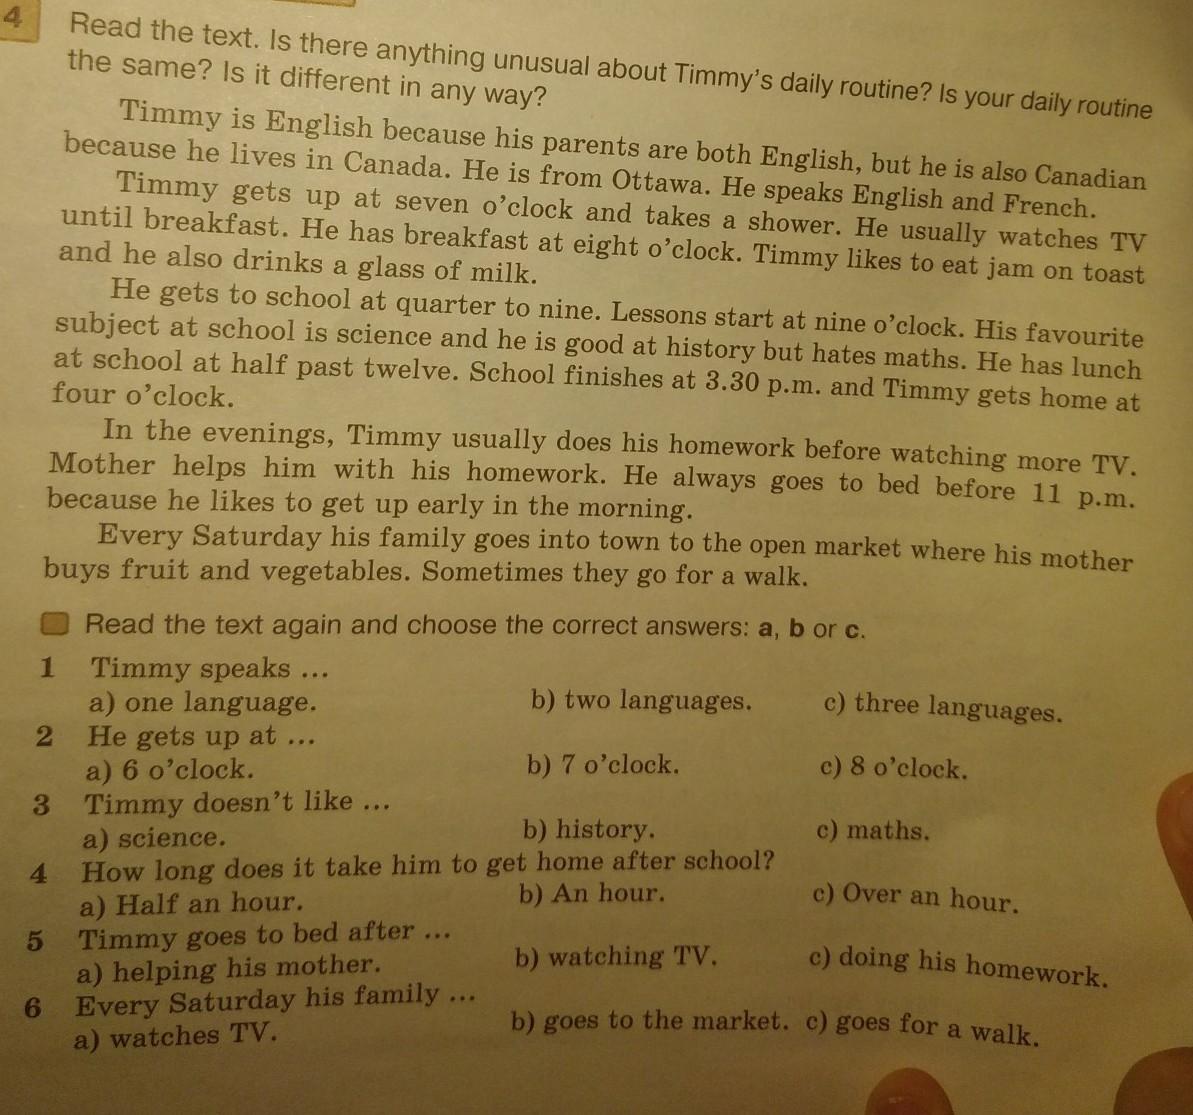 4 Read the text. Is there anything unusual about Timmy's daily routine? Is your daily routine
the same? Is it different in any way?
Timmy is English because his parents are both English, but he is also Canadian
because he lives in Canada. He is from Ottawa. He speaks English and French.
Timmy gets up at seven o'clock and takes a shower. He usually watches TV
until breakfast. He has breakfast at eight o'clock. Timmy likes to eat jam on toast
and he also drinks a glass of milk.
He gets to school at quarter to nine. Lessons start at nine o'clock. His favourite
subject at school is science and he is good at history but hates maths. He has lunch
at school at half past twelve. School finishes at 3.30 p.m. and Timmy gets home at
four o'clock.
In the evenings, Timmy usually does his homework before watching more TV.
Mother helps him with his homework. He always goes to bed before 11 p.m.
because he likes to get up early in the morning.
Every Saturday his family goes into town to the open market where his mother
buys fruit and vegetables. Sometimes they go for a walk.
Read the text again and choose the correct answers: a, b or c.
1 Timmy speaks ...
a) one language. b) two languages. c) three languages.
2 He gets up at ...
a) 6 o'clock. b) 7 o'clock. c) 8 o'clock.
3 Timmy doesn't like ...
a) science. b) history. c) maths.
4 How long does it take him to get home after school?
a) Half an hour. b) An hour. c) Over an hour.
5 Timmy goes to bed after ...
a) helping his mother. b) watching TV. c) doing his homework.
6 Every Saturday his family ...
a) watches TV. b) goes to the market. c) goes for a walk.